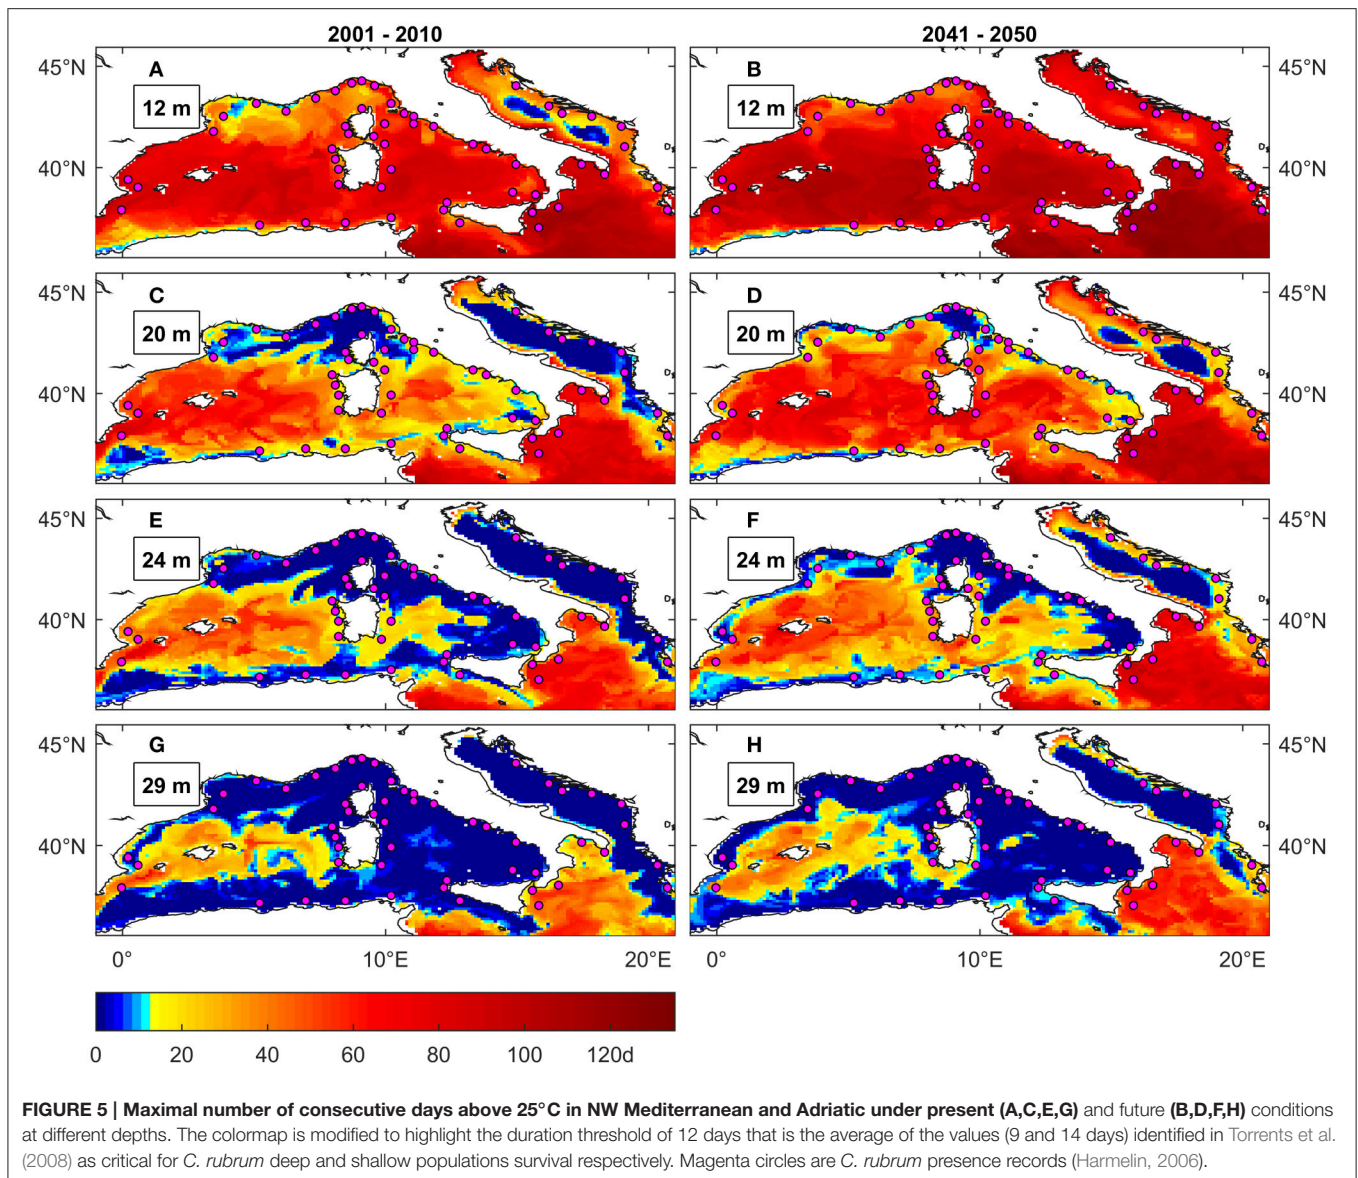 2001 - 2010
2041 - 2050
45°N
A
12 m
40°N
B
12 m
45°N
40°N
45°N
C
20 m
40°N
D
20 m
45°N
40°N
45°N
E
24 m
40°N
F
24 m
45°N
40°N
45°N
G
29 m
40°N
H
29 m
45°N
40°N
0° 10°E 20°E
0° 10°E 20°E
0 20 40 60 80 100 120d
FIGURE 5 | Maximal number of consecutive days above 25°C in NW Mediterranean and Adriatic under present (A,C,E,G) and future (B,D,F,H) conditions
at different depths. The colormap is modified to highlight the duration threshold of 12 days that is the average of the values (9 and 14 days) identified in Torrents et al.
(2008) as critical for C. rubrum deep and shallow populations survival respectively. Magenta circles are C. rubrum presence records (Harmelin, 2006).